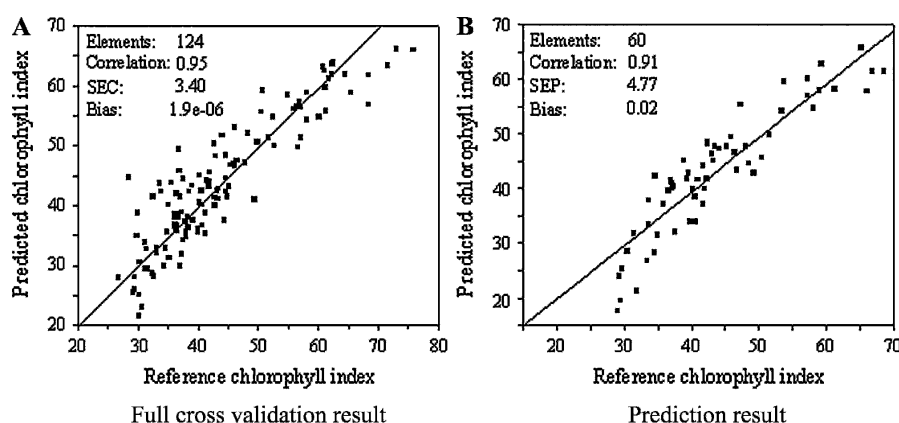 A
Elements: 124
Correlation: 0.95
SEC: 3.40
Bias: 1.9e-06
Predicted chlorophyll index
70
60
50
40
30
20
20 30 40 50 60 70 80
Reference chlorophyll index
Full cross validation result
B
Elements: 60
Correlation: 0.91
SEP: 4.77
Bias: 0.02
Predicted chlorophyll index
70
60
50
40
30
20
20 30 40 50 60 70
Reference chlorophyll index
Prediction result